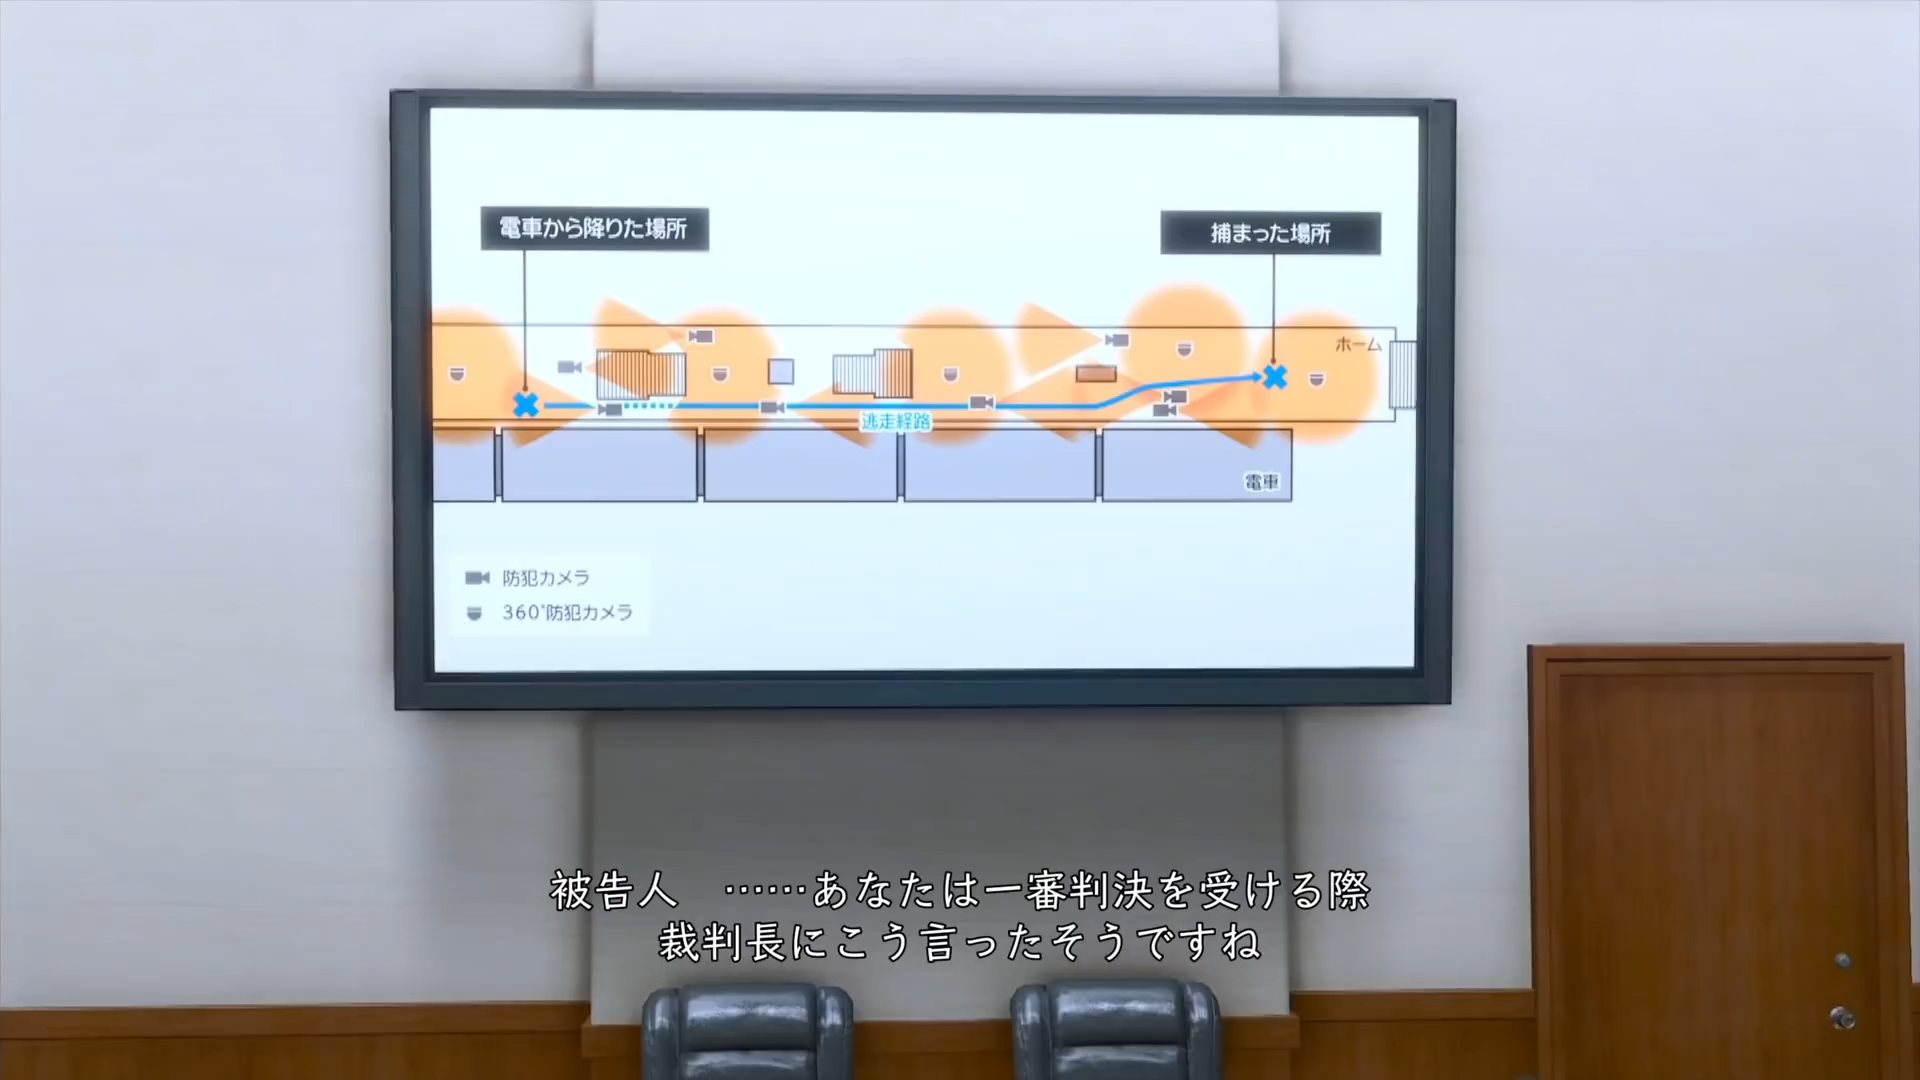 電車から降りた場所
捕まった場所
ホーム
逃走経路
電車
防犯カメラ
360°防犯カメラ
被告人　……あなたは一審判決を受ける際
裁判長にこう言ったそうですね